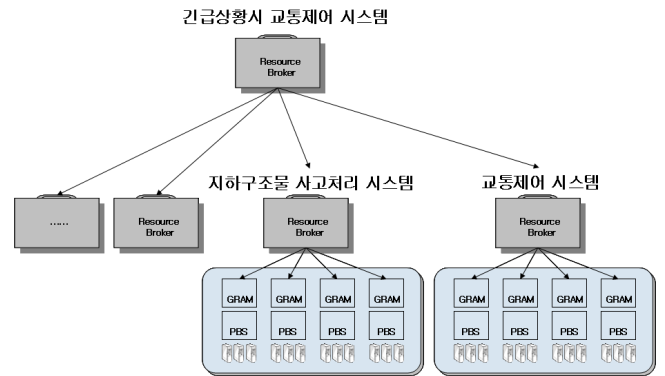 긴급상황시 교통제어 시스템
Resource
Broker
지하구조물 사고처리 시스템
교통제어 시스템
......
Resource
Broker
Resource
Broker
Resource
Broker
GRAM GRAM GRAM GRAM GRAM GRAM GRAM GRAM
PBS PBS PBS PBS PBS PBS PBS PBS